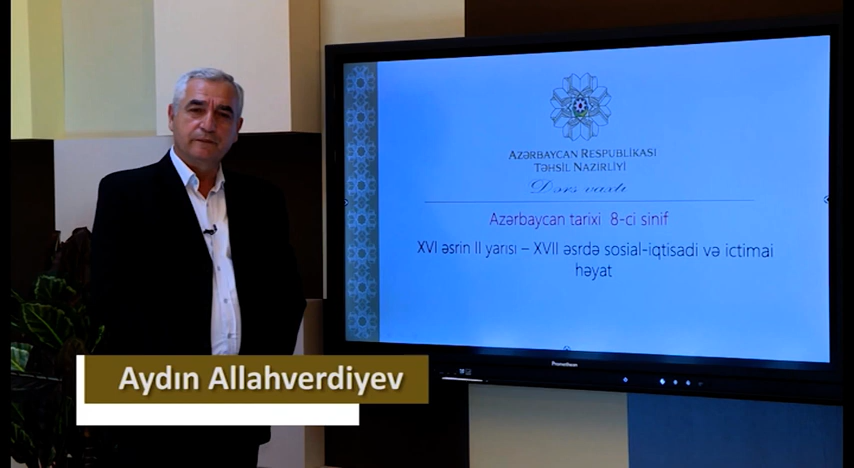 AZƏRBAYCAN RESPUBLİKASI
TƏHSİL NAZİRLİYİ
Dərs vaxtı
Azərbaycan tarixi 8-ci sinif
XVI əsrin II yarısı – XVII əsrdə sosial-iqtisadi və ictimai
həyat
Promethean
Aydın Allahverdiyev